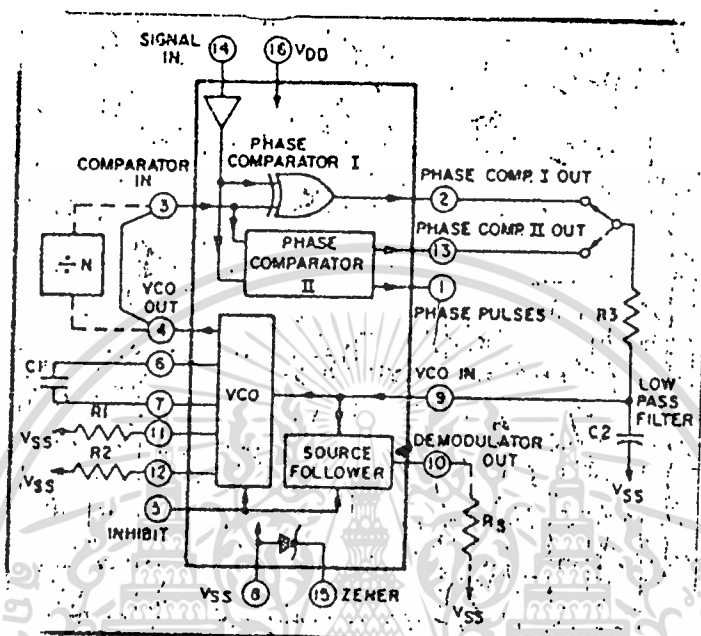 SIGNAL IN. 14
16 VDD
PHASE COMPARATOR I
COMPARATOR IN
3
PHASE COMP. I OUT
2
PHASE COMP. II OUT
13
÷ N
PHASE COMPARATOR II
1
PHASE PULSES
VCO OUT
4
R3
C1
6
7
VCO
VCO IN
9
LOW PASS FILTER
R1
VSS
11
R2
VSS
12
C2
VSS
SOURCE FOLLOWER
DEMODULATOR OUT
10
5
INHIBIT
RS
VSS
VSS 8
15 ZEHER